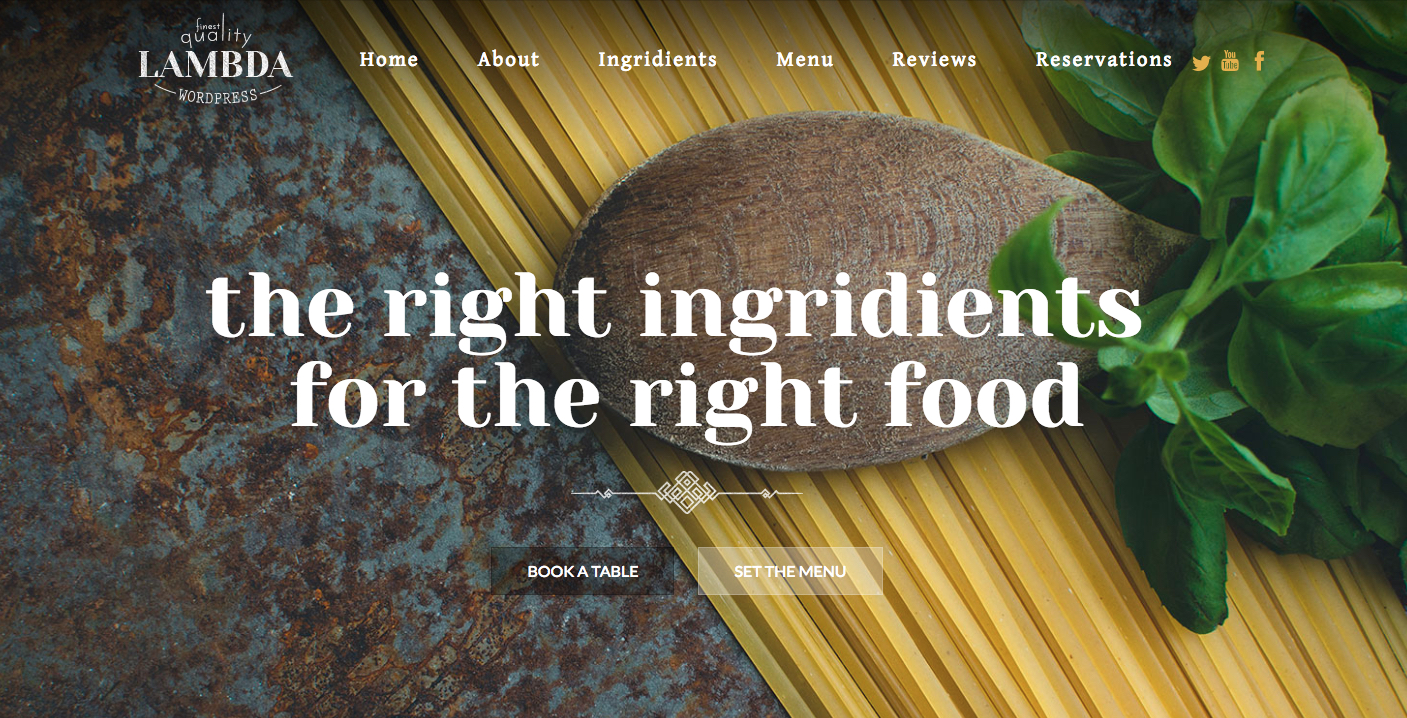 finest
quality
LAMBDA
WORDPRESS
Home About Ingridients Menu Reviews Reservations You Tube f
the right ingridients
for the right food
BOOK A TABLE SET THE MENU